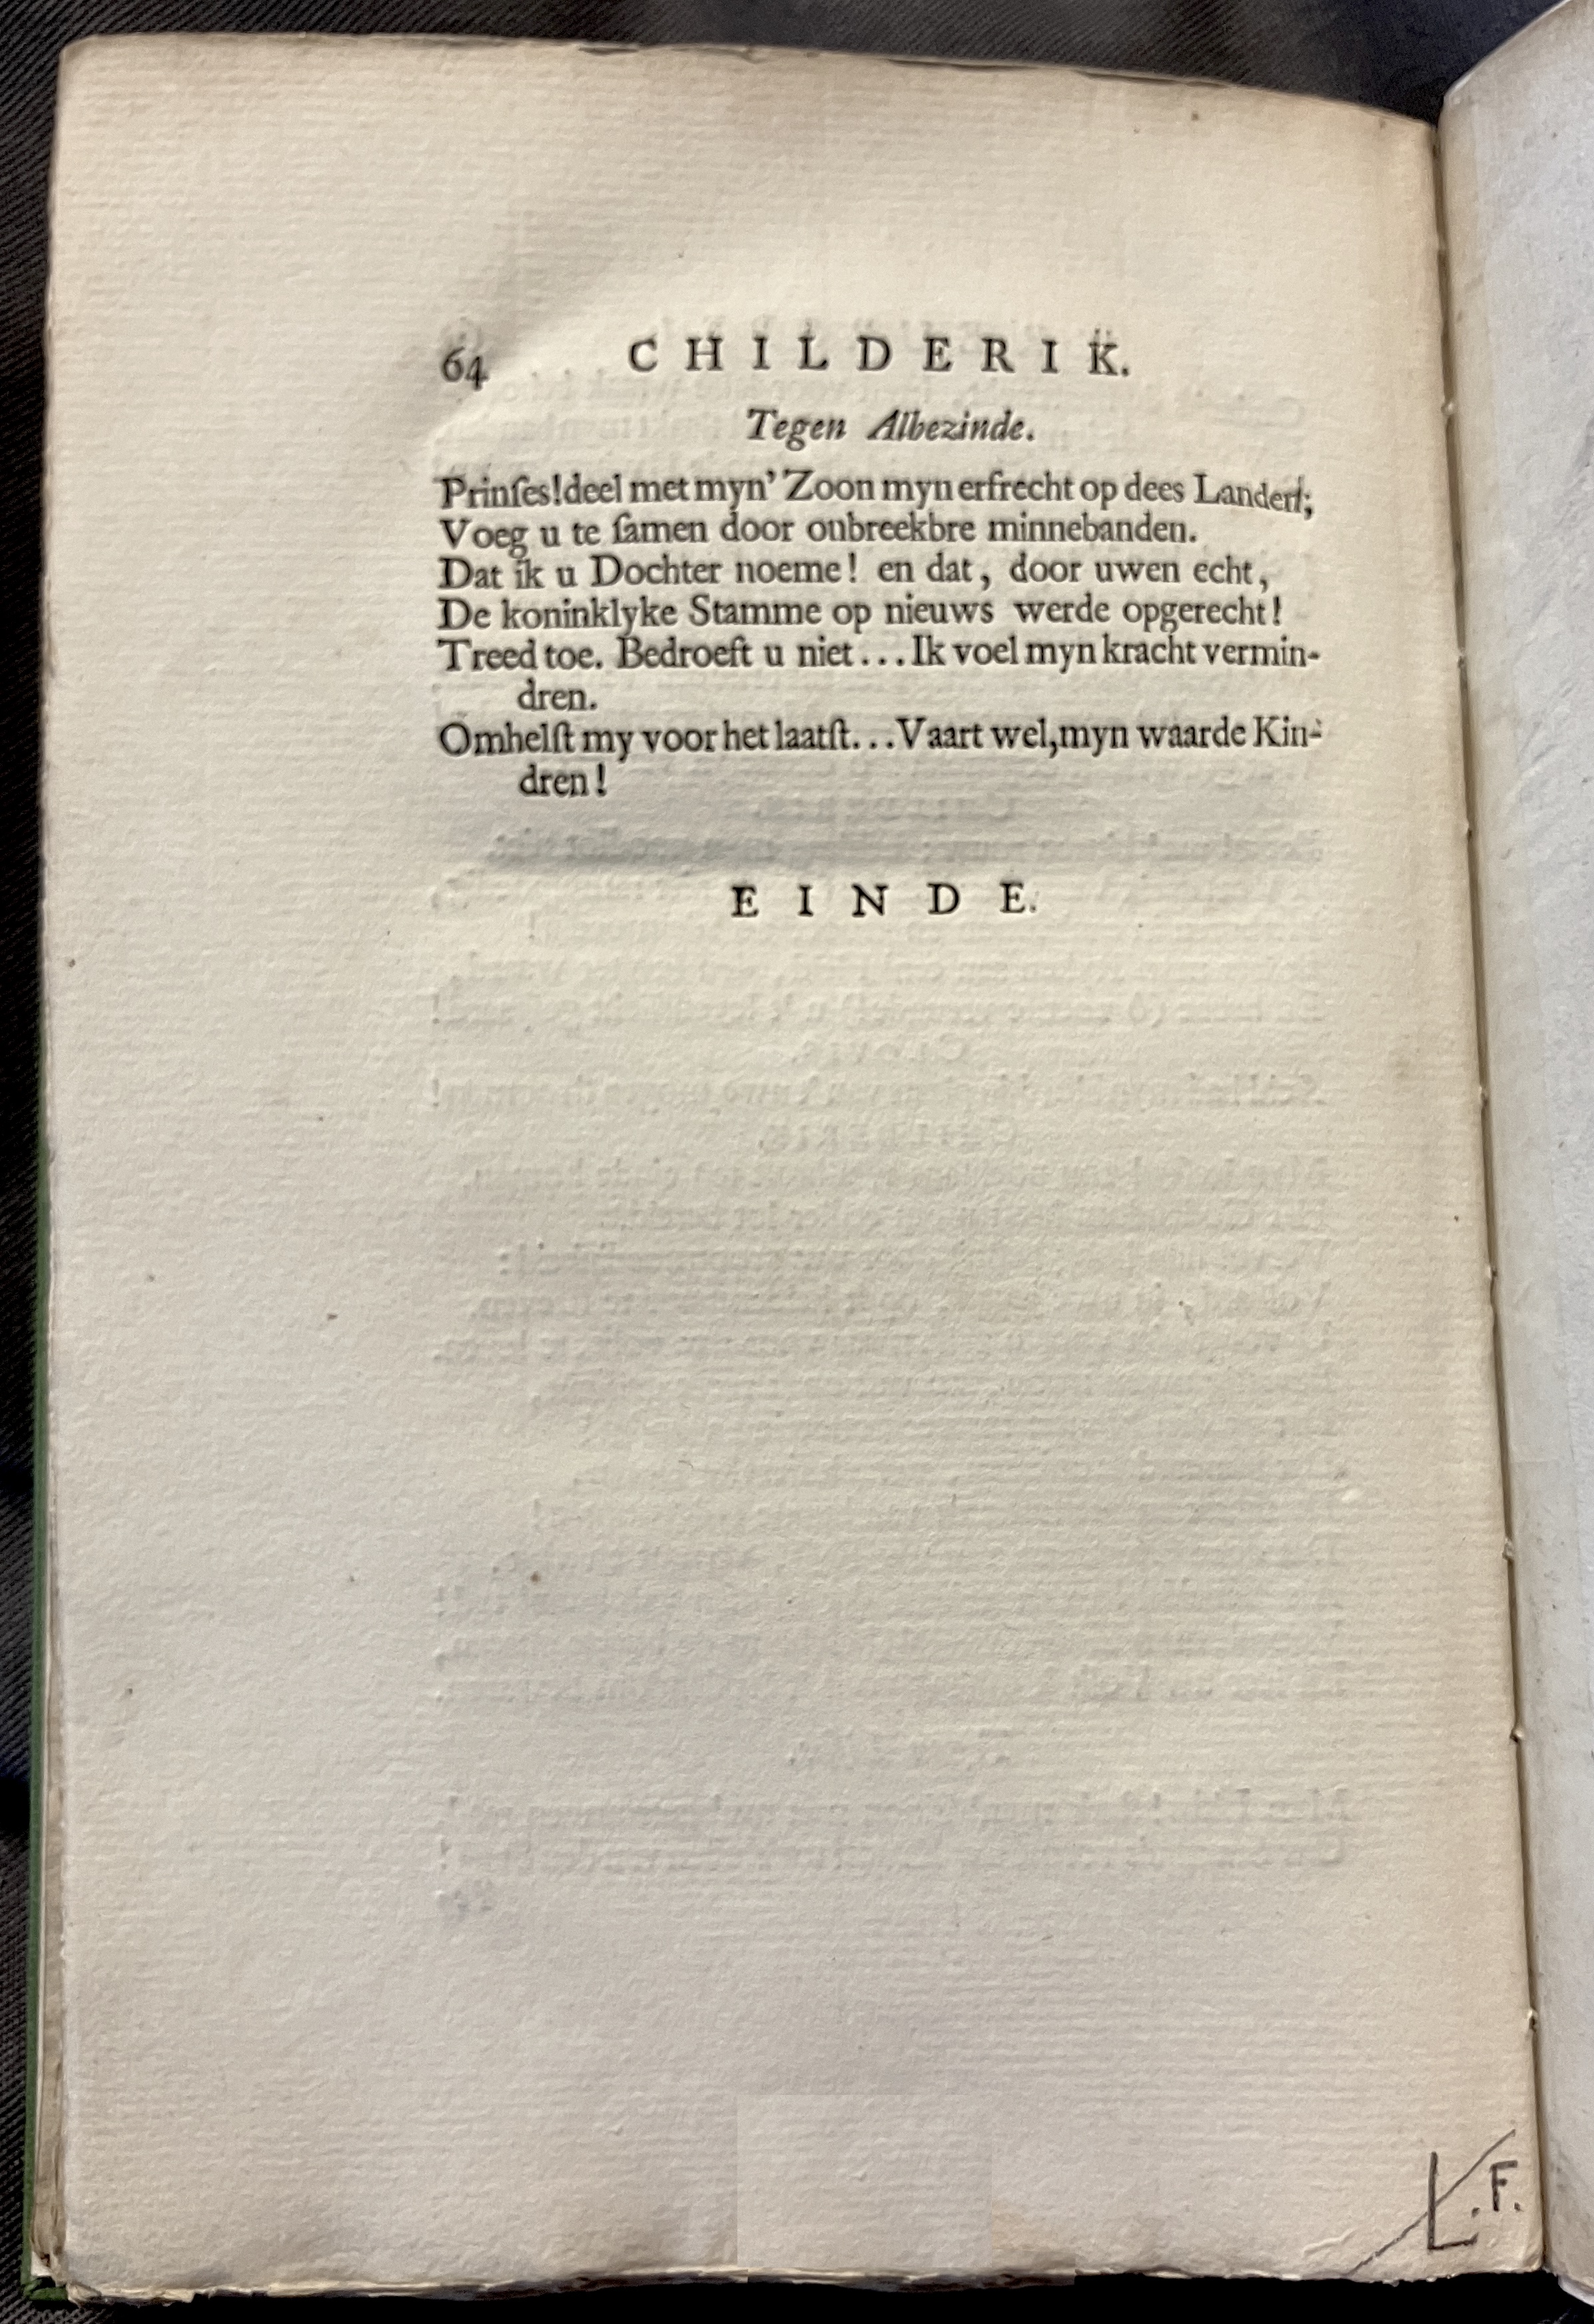 64 CHILDERIK.
Tegen Albezinde.
Prinſes! deel met myn' Zoon myn erfrecht op dees Landen;
Voeg u te ſamen door onbreekbre minnebanden.
Dat ik u Dochter noeme! en dat, door uwen echt,
De koninklyke Stamme op nieuws werde opgerecht!
Treed toe. Bedroeft u niet... Ik voel myn kracht vermin-
dren.
Omhelſt my voor het laatſt... Vaart wel, myn waarde Kin-
dren!
EINDE.
L.F.